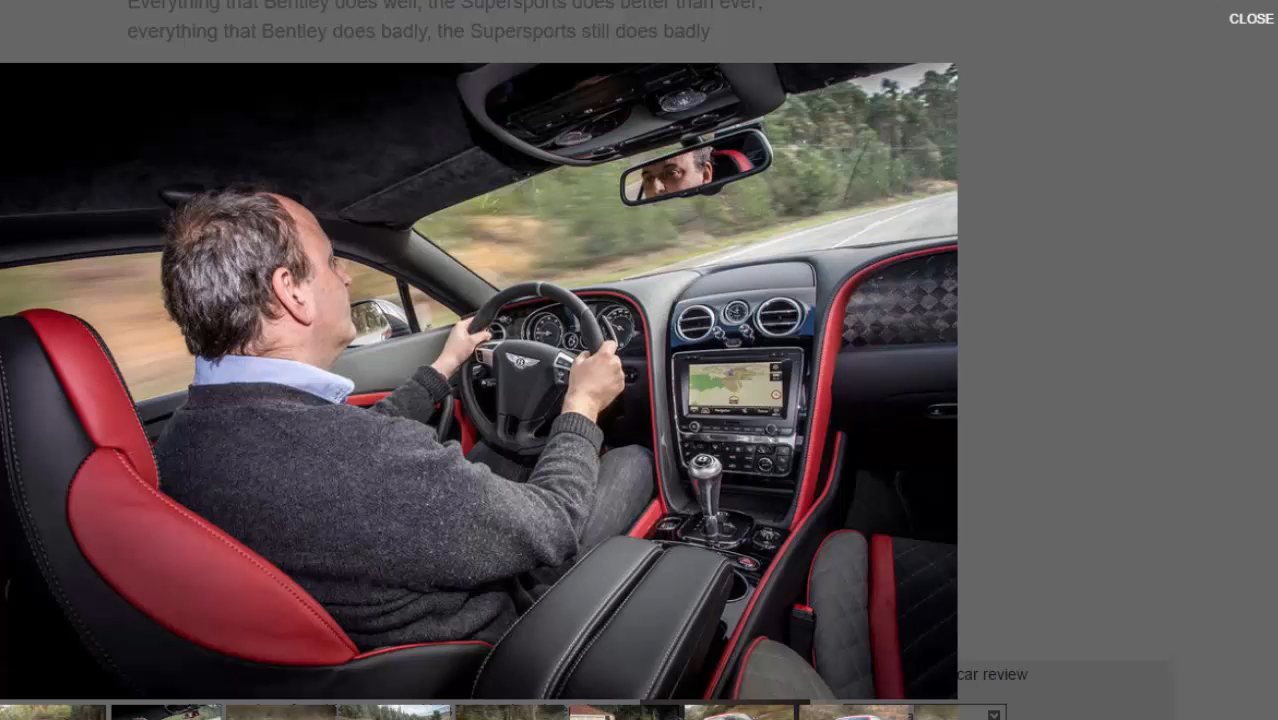 Everything that Bentley does well, the Supersports does better than ever;
everything that Bentley does badly, the Supersports still does badly
CLOSE
car review